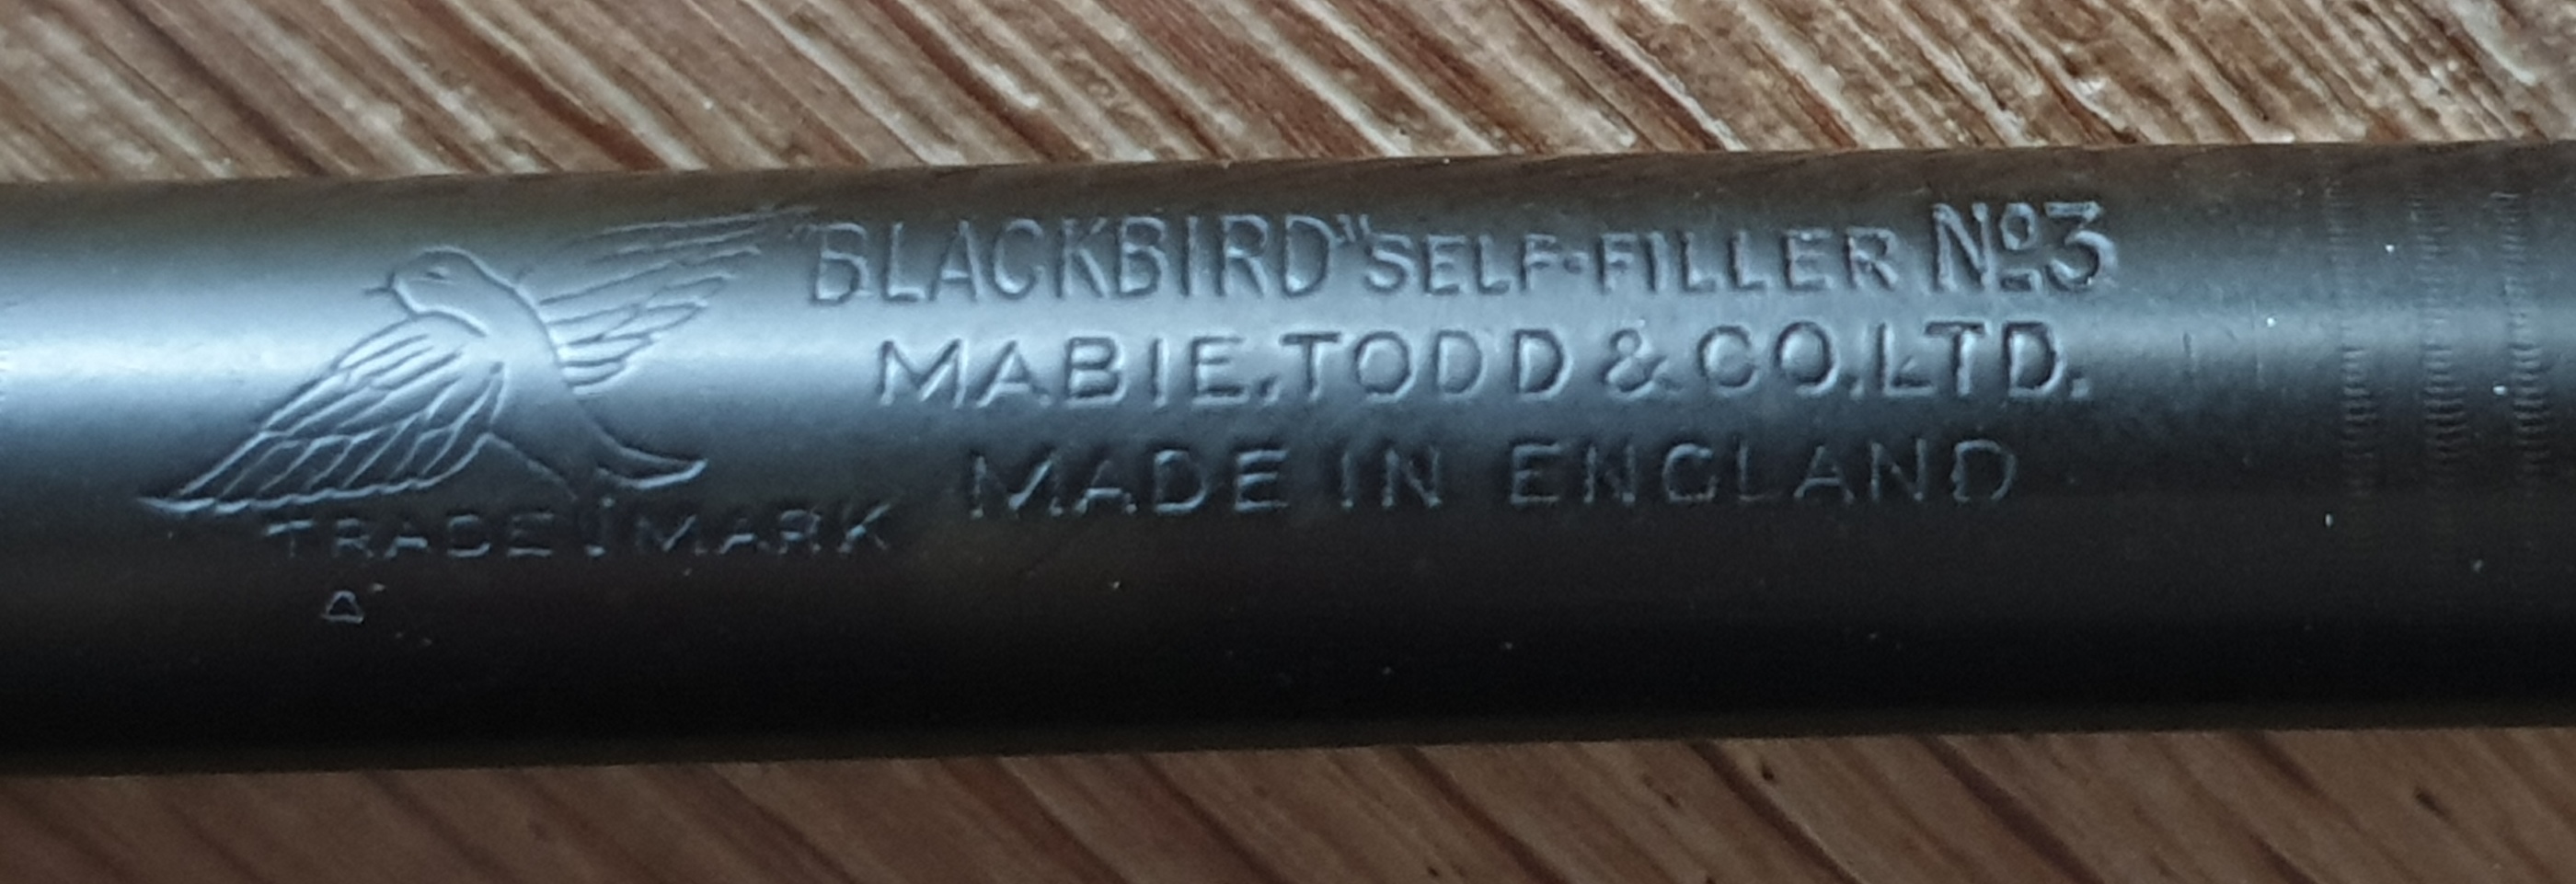 "BLACKBIRD" SELF-FILLER Nº3
MABIE, TODD & CO. LTD.
MADE IN ENGLAND
TRADE MARK